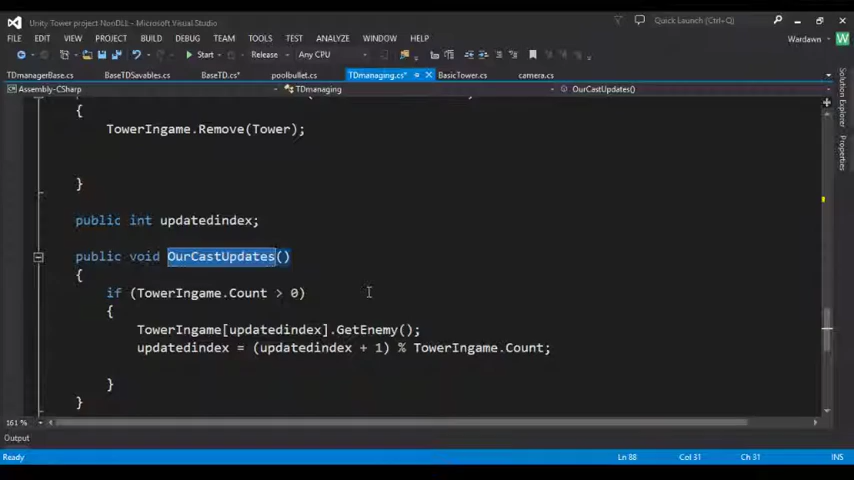 Unity Tower project NonDLL - Microsoft Visual Studio
Quick Launch (Ctrl+Q)
FILE EDIT VIEW PROJECT BUILD DEBUG TEAM TOOLS TEST ANALYZE WINDOW HELP
Wardawn W
Start Release Any CPU
TDmanagerBase.cs BaseTDSavables.cs BaseTD.cs* poolbullet.cs TDmanaging.cs* BasicTower.cs camera.cs
Assembly-CSharp TDmanaging OurCastUpdates()
Solution Explorer
Properties
{
TowerIngame.Remove(Tower);
}
public int updatedindex;
public void OurCastUpdates()
{
if (TowerIngame.Count > 0)
{
TowerIngame[updatedindex].GetEnemy();
updatedindex = (updatedindex + 1) % TowerIngame.Count;
}
}
161 %
Output
Ready Ln 88 Col 31 Ch 31 INS